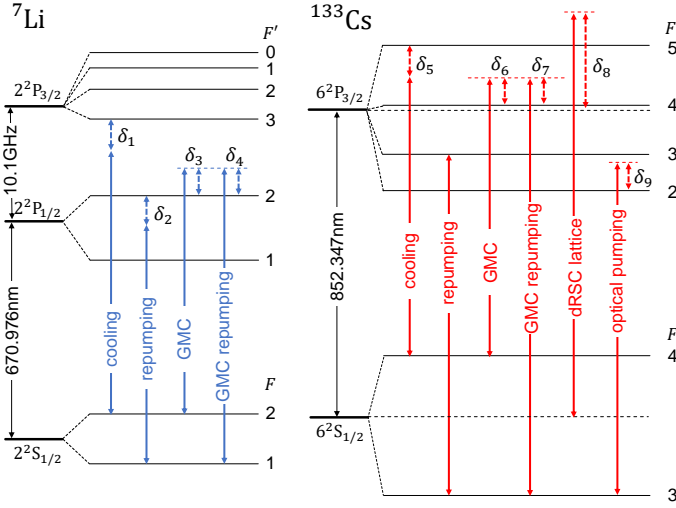 ⁷Li
F′
0
1
2
3
2²P₃/₂
δ₁
10.1GHz
δ₃
δ₄
2
2²P₁/₂
δ₂
1
670.976nm
cooling
repumping
GMC
GMC repumping
F
2
2²S₁/₂
1
¹³³Cs
F
5
δ₅
δ₆
δ₇
δ₈
6²P₃/₂
4
3
δ₉
2
852.347nm
cooling
repumping
GMC
GMC repumping
dRSC lattice
optical pumping
F
4
6²S₁/₂
3